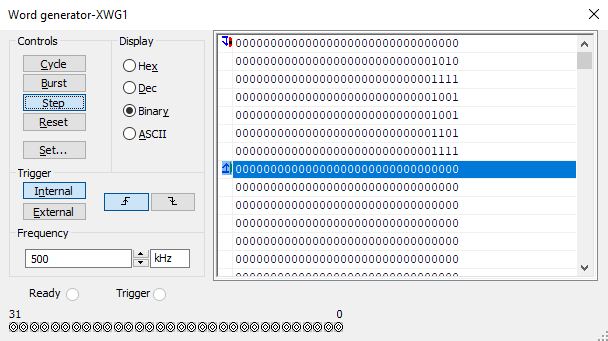 Word generator-XWG1
Controls
Cycle
Burst
Step
Reset
Set...
Display
Hex
Dec
Binary
ASCII
Trigger
Internal
External
Frequency
500
kHz
Ready
Trigger
31
0
00000000000000000000000000000000
00000000000000000000000000001010
00000000000000000000000000001111
00000000000000000000000000001001
00000000000000000000000000001001
00000000000000000000000000001101
00000000000000000000000000001111
00000000000000000000000000000000
00000000000000000000000000000000
00000000000000000000000000000000
00000000000000000000000000000000
00000000000000000000000000000000
00000000000000000000000000000000